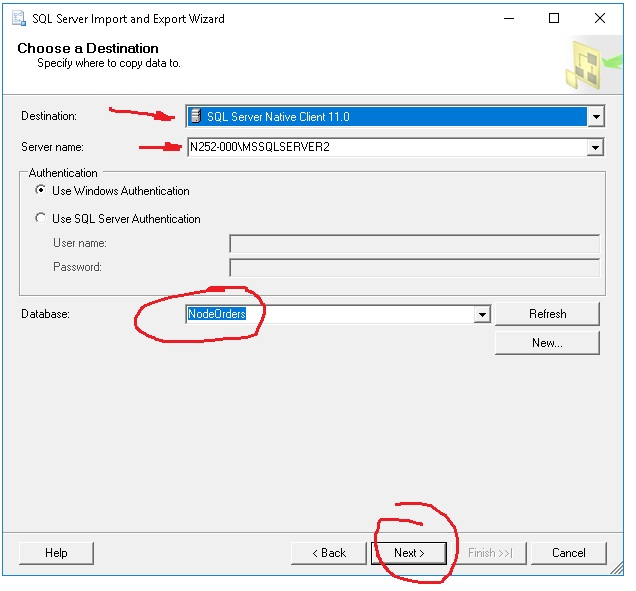 SQL Server Import and Export Wizard
Choose a Destination
Specify where to copy data to.
Destination: SQL Server Native Client 11.0
Server name: N252-000\MSSQLSERVER2
Authentication
Use Windows Authentication
Use SQL Server Authentication
User name:
Password:
Database: NodeOrders Refresh
New...
Help < Back Next > Finish >>| Cancel